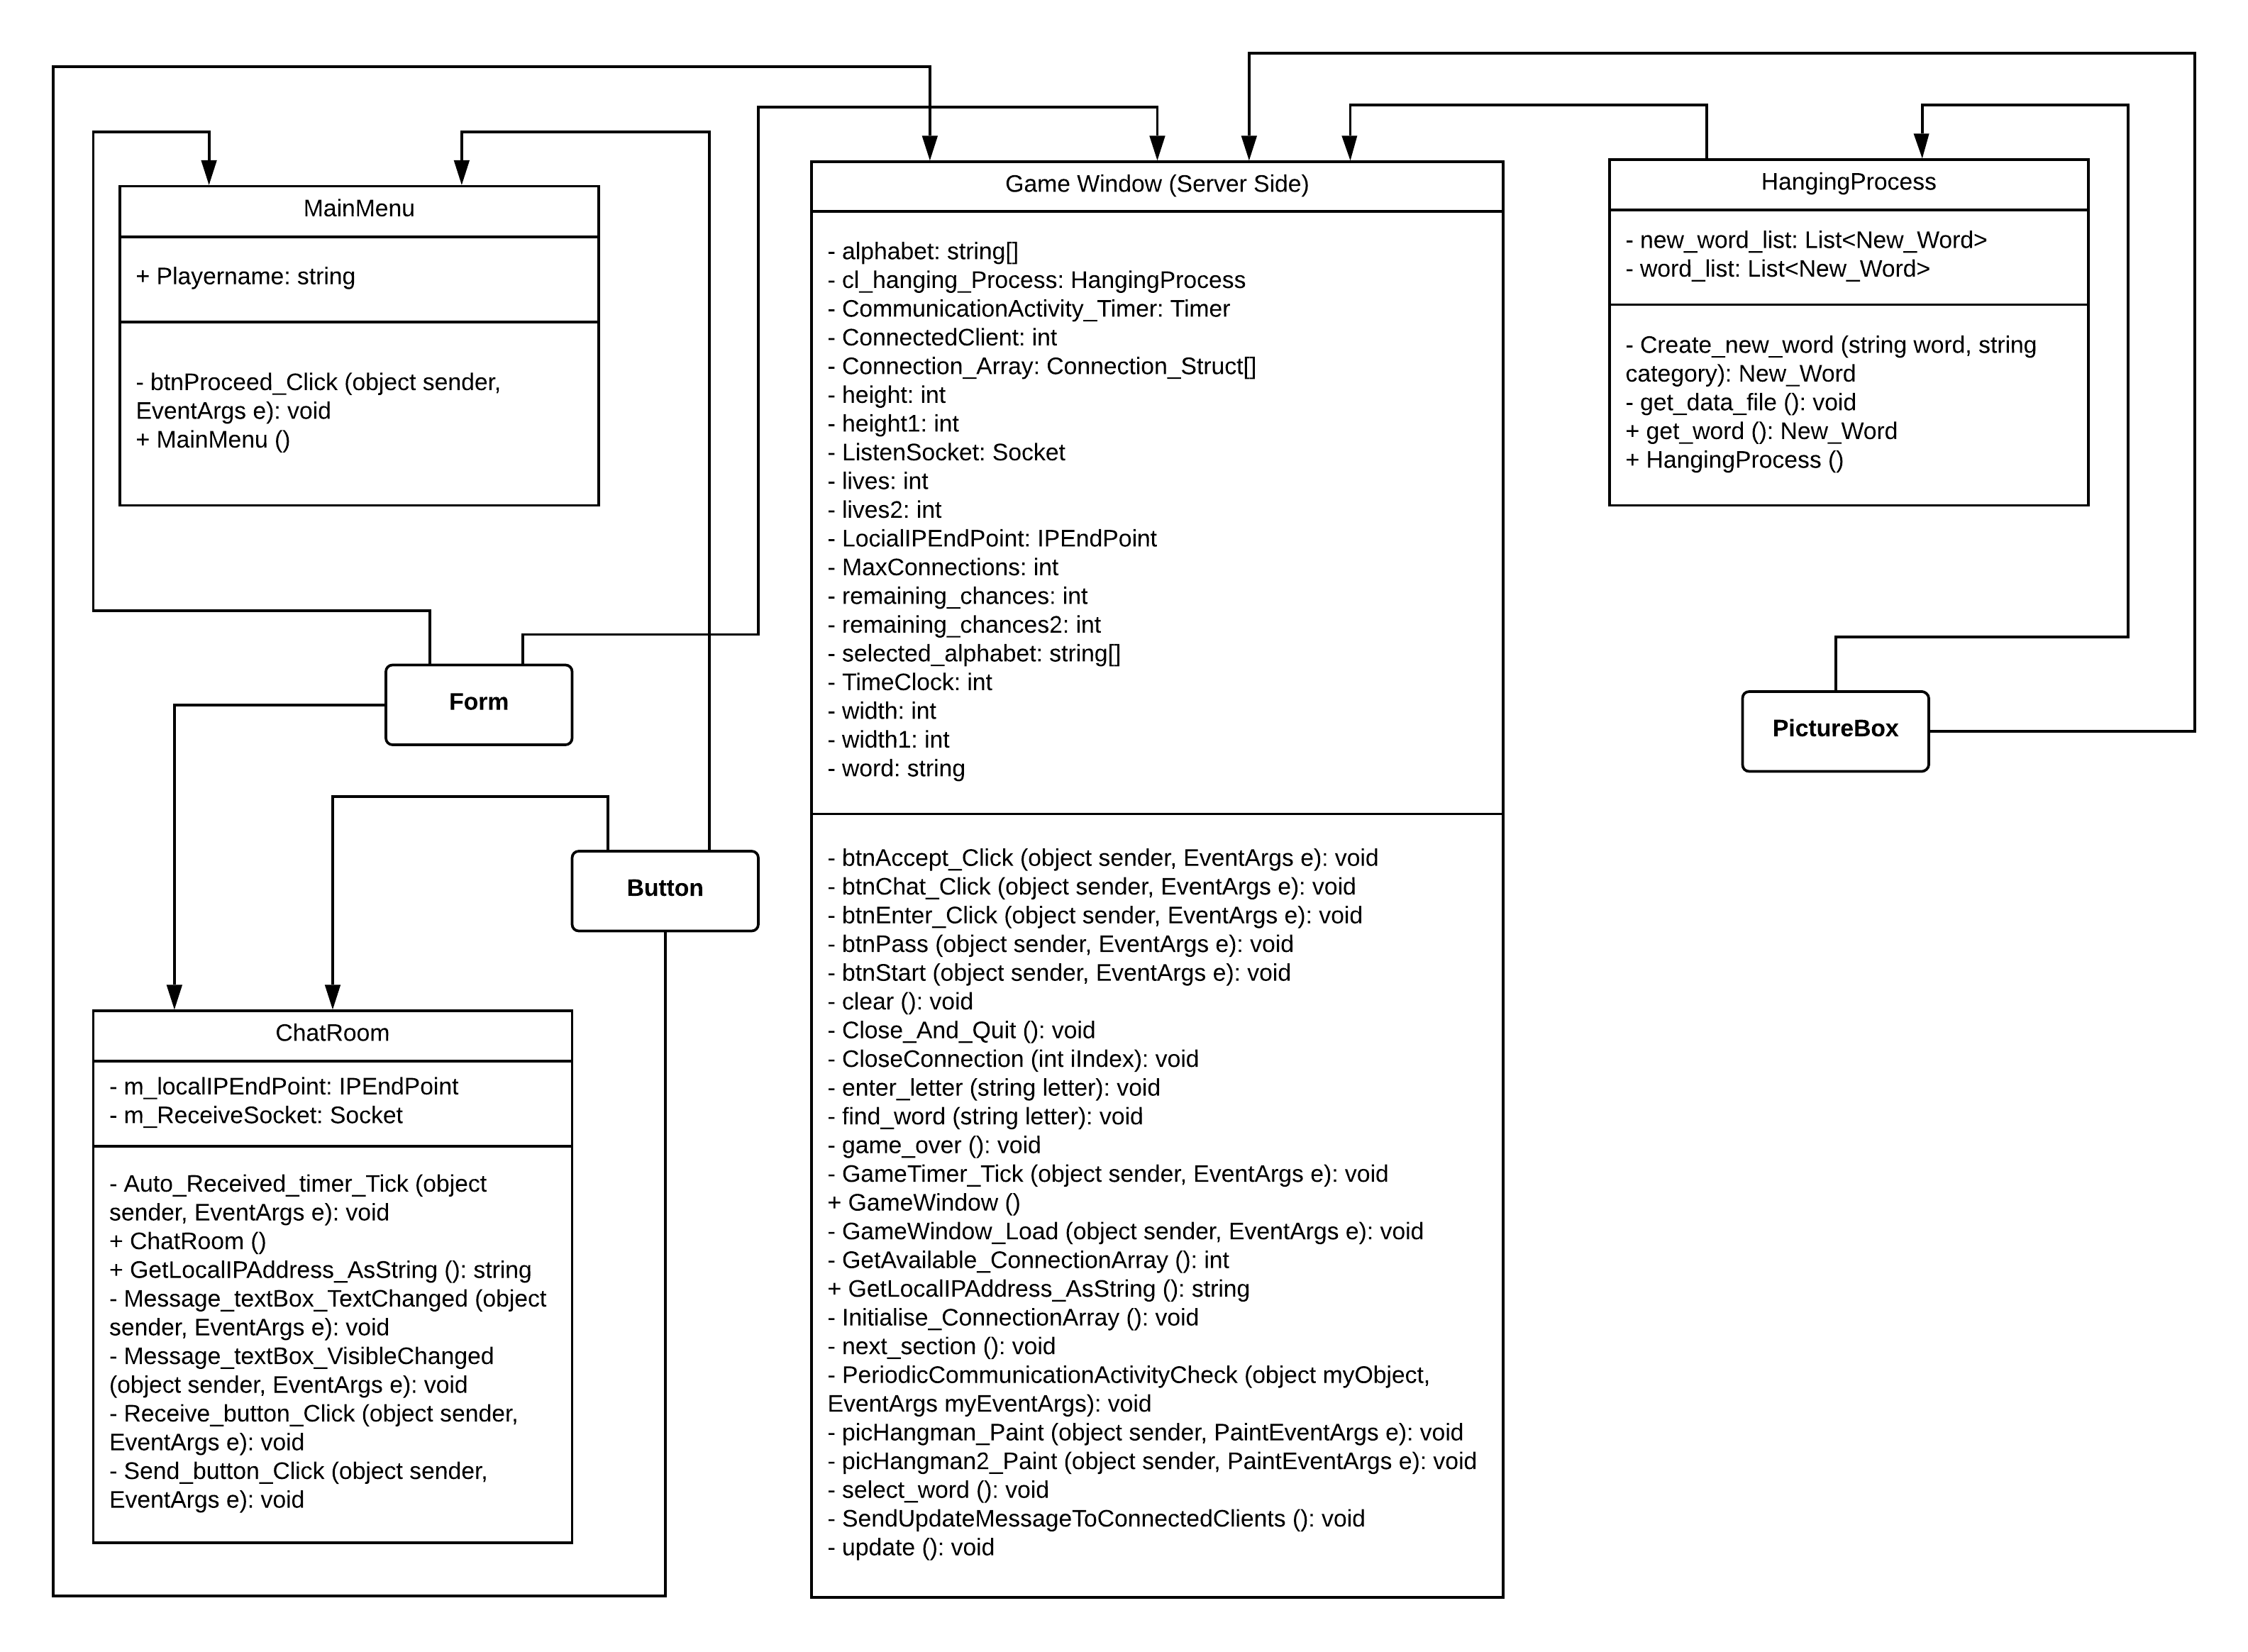 MainMenu
+ Playername: string
- btnProceed_Click (object sender,
EventArgs e): void
+ MainMenu ()
Form
Button
ChatRoom
- m_localIPEndPoint: IPEndPoint
- m_ReceiveSocket: Socket
- Auto_Received_timer_Tick (object
sender, EventArgs e): void
+ ChatRoom ()
+ GetLocalIPAddress_AsString (): string
- Message_textBox_TextChanged (object
sender, EventArgs e): void
- Message_textBox_VisibleChanged
(object sender, EventArgs e): void
- Receive_button_Click (object sender,
EventArgs e): void
- Send_button_Click (object sender,
EventArgs e): void
Game Window (Server Side)
- alphabet: string[]
- cl_hanging_Process: HangingProcess
- CommunicationActivity_Timer: Timer
- ConnectedClient: int
- Connection_Array: Connection_Struct[]
- height: int
- height1: int
- ListenSocket: Socket
- lives: int
- lives2: int
- LocialIPEndPoint: IPEndPoint
- MaxConnections: int
- remaining_chances: int
- remaining_chances2: int
- selected_alphabet: string[]
- TimeClock: int
- width: int
- width1: int
- word: string
- btnAccept_Click (object sender, EventArgs e): void
- btnChat_Click (object sender, EventArgs e): void
- btnEnter_Click (object sender, EventArgs e): void
- btnPass (object sender, EventArgs e): void
- btnStart (object sender, EventArgs e): void
- clear (): void
- Close_And_Quit (): void
- CloseConnection (int iIndex): void
- enter_letter (string letter): void
- find_word (string letter): void
- game_over (): void
- GameTimer_Tick (object sender, EventArgs e): void
+ GameWindow ()
- GameWindow_Load (object sender, EventArgs e): void
- GetAvailable_ConnectionArray (): int
+ GetLocalIPAddress_AsString (): string
- Initialise_ConnectionArray (): void
- next_section (): void
- PeriodicCommunicationActivityCheck (object myObject,
EventArgs myEventArgs): void
- picHangman_Paint (object sender, PaintEventArgs e): void
- picHangman2_Paint (object sender, PaintEventArgs e): void
- select_word (): void
- SendUpdateMessageToConnectedClients (): void
- update (): void
HangingProcess
- new_word_list: List<New_Word>
- word_list: List<New_Word>
- Create_new_word (string word, string
category): New_Word
- get_data_file (): void
+ get_word (): New_Word
+ HangingProcess ()
PictureBox